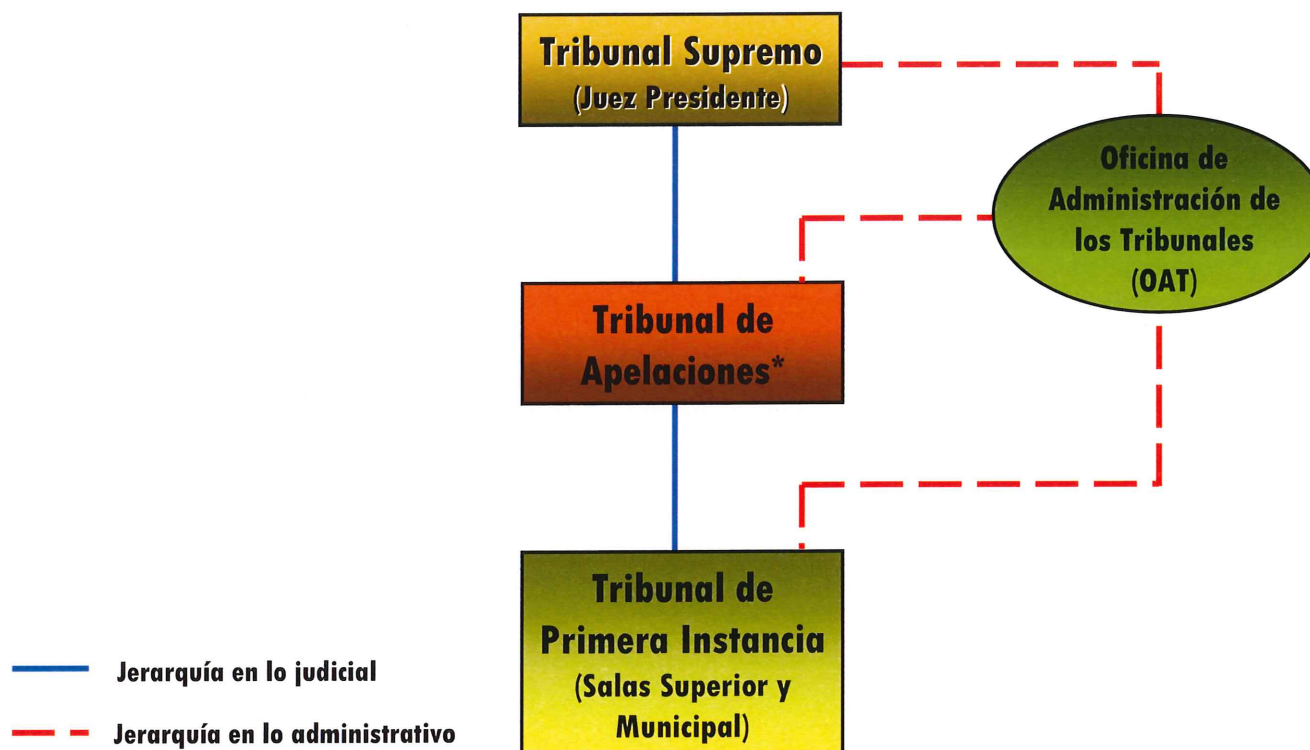 Tribunal Supremo
(Juez Presidente)
Oficina de
Administración de
los Tribunales
(OAT)
Tribunal de
Apelaciones*
Tribunal de
Primera Instancia
(Salas Superior y
Municipal)
Jerarquía en lo judicial
Jerarquía en lo administrativo